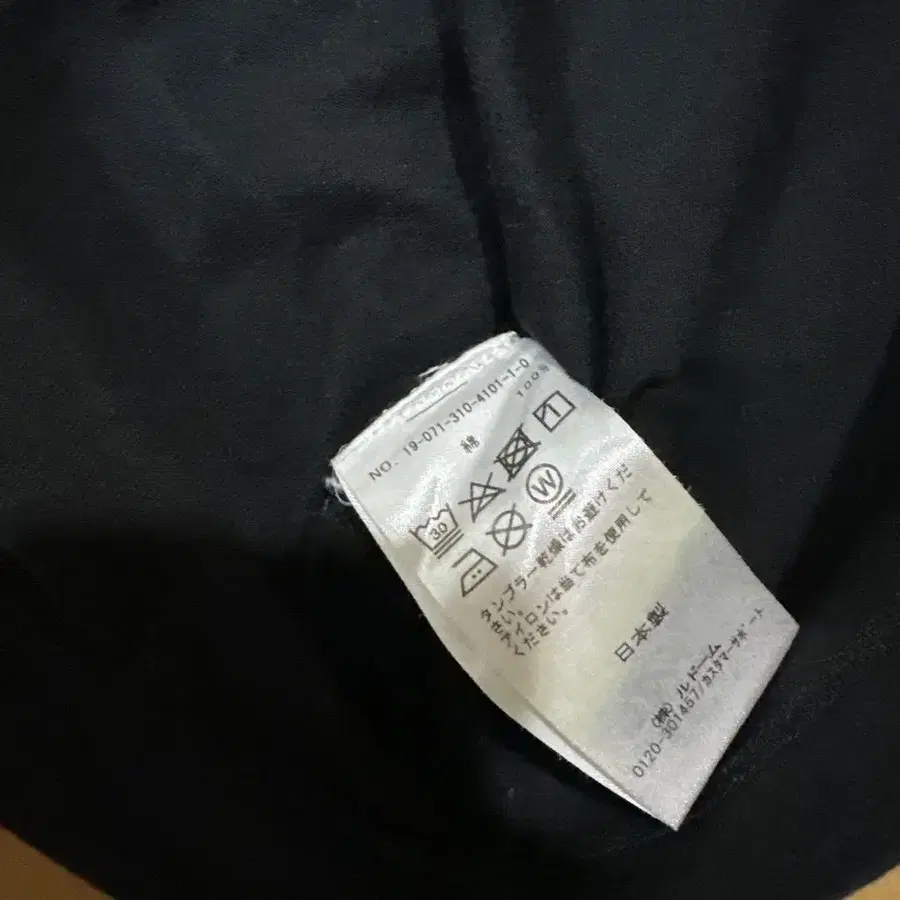 NO. 19-071-310-4101-1-0
綿 100%
30
W
タンブラー乾燥はお避けくだ
さい。
アイロンは当て布を使用して
ください。
日本製
(株)ルドーム
0120-301457/カスタマーサポート